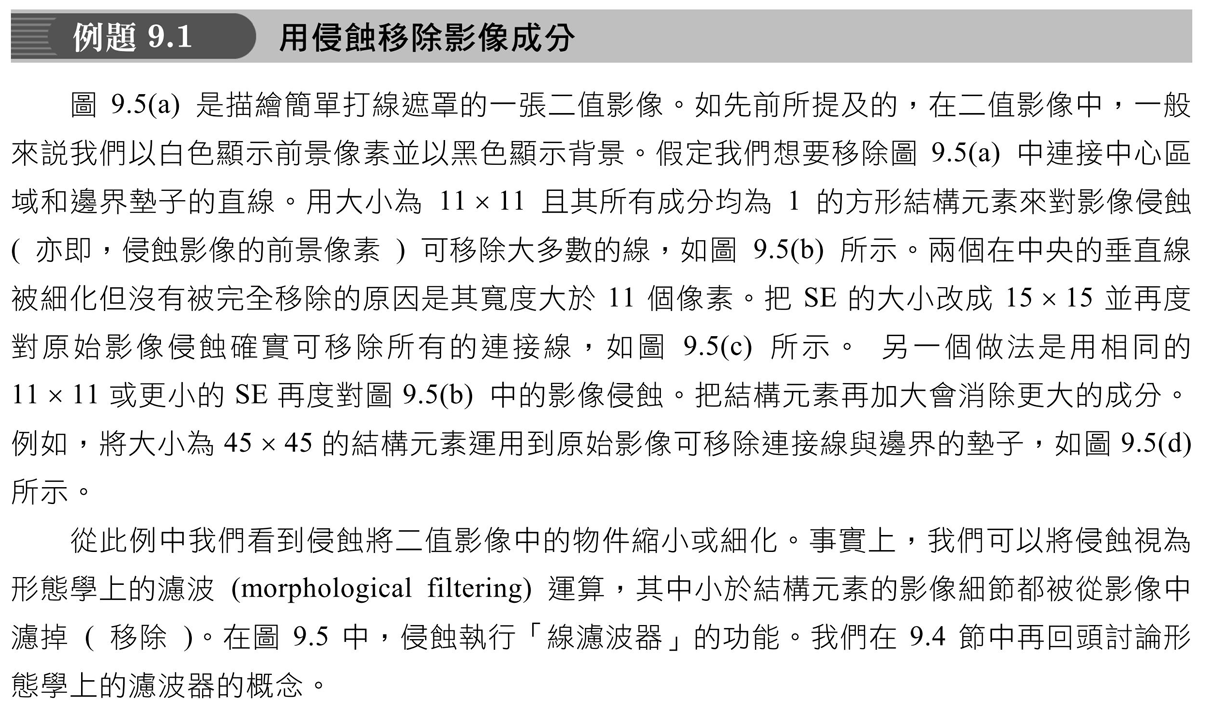 例題 9.1 用侵蝕移除影像成分
圖 9.5(a) 是描繪簡單打線遮罩的一張二值影像。如先前所提及的，在二值影像中，一般
來說我們以白色顯示前景像素並以黑色顯示背景。假定我們想要移除圖 9.5(a) 中連接中心區
域和邊界墊子的直線。用大小為 11 × 11 且其所有成分均為 1 的方形結構元素來對影像侵蝕
( 亦即，侵蝕影像的前景像素 ) 可移除大多數的線，如圖 9.5(b) 所示。兩個在中央的垂直線
被細化但沒有被完全移除的原因是其寬度大於 11 個像素。把 SE 的大小改成 15 × 15 並再度
對原始影像侵蝕確實可移除所有的連接線，如圖 9.5(c) 所示。 另一個做法是用相同的
11 × 11 或更小的 SE 再度對圖 9.5(b) 中的影像侵蝕。把結構元素再加大會消除更大的成分。
例如，將大小為 45 × 45 的結構元素運用到原始影像可移除連接線與邊界的墊子，如圖 9.5(d)
所示。
從此例中我們看到侵蝕將二值影像中的物件縮小或細化。事實上，我們可以將侵蝕視為
形態學上的濾波 (morphological filtering) 運算，其中小於結構元素的影像細節都被從影像中
濾掉 ( 移除 )。在圖 9.5 中，侵蝕執行「線濾波器」的功能。我們在 9.4 節中再回頭討論形
態學上的濾波器的概念。